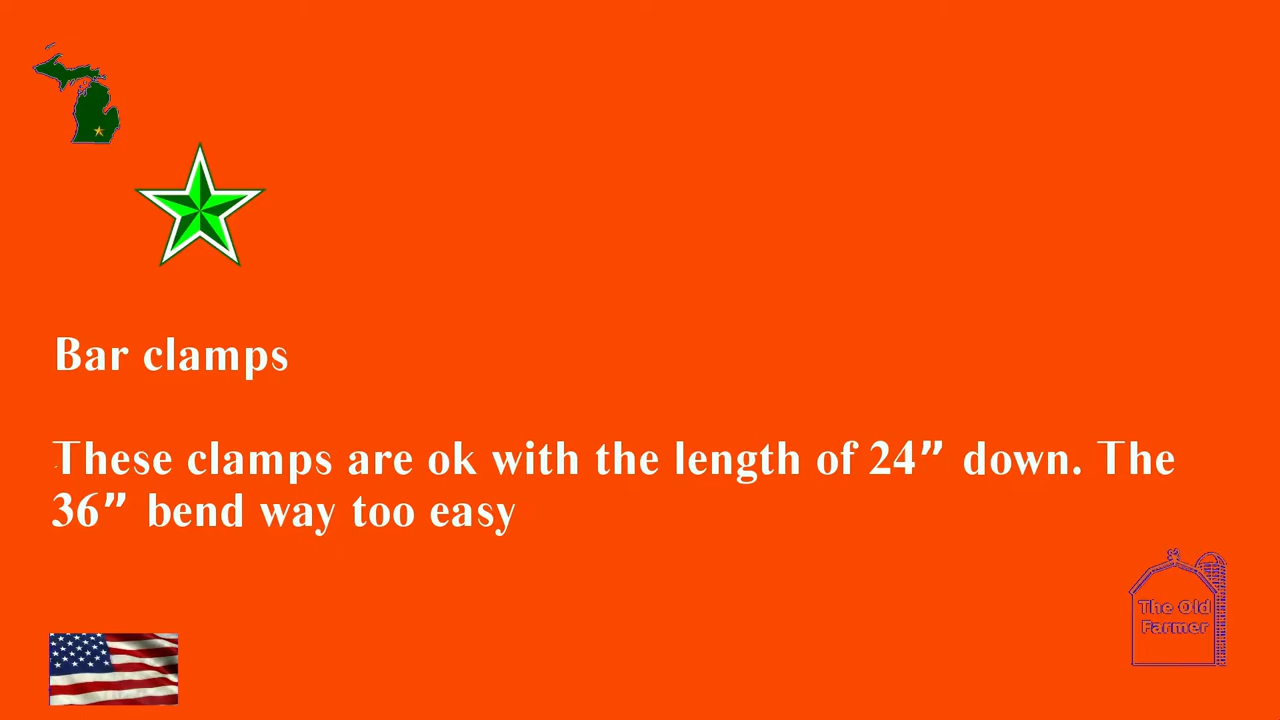 Bar clamps
These clamps are ok with the length of 24” down. The
36” bend way too easy
The Old
Farmer